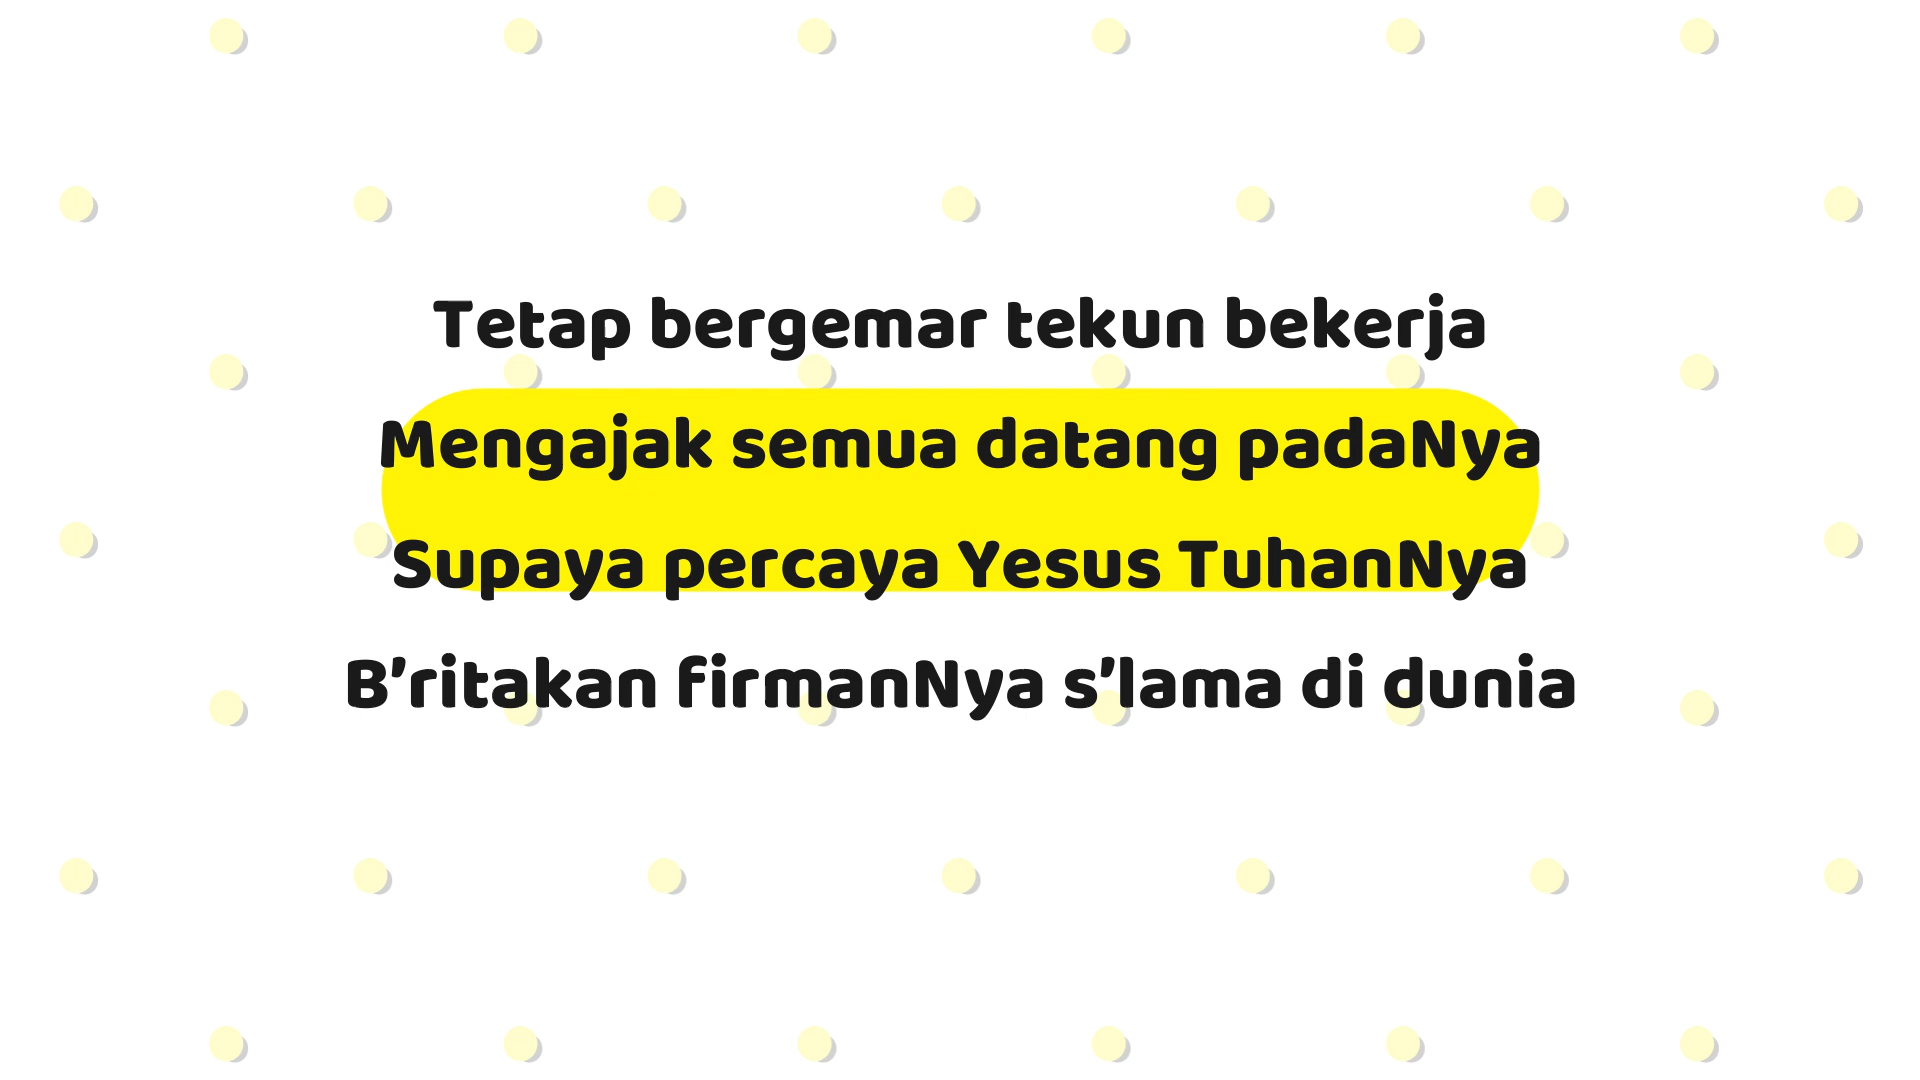 Tetap bergemar tekun bekerja
Mengajak semua datang padaNya
Supaya percaya Yesus TuhanNya
B’ritakan firmanNya s’lama di dunia